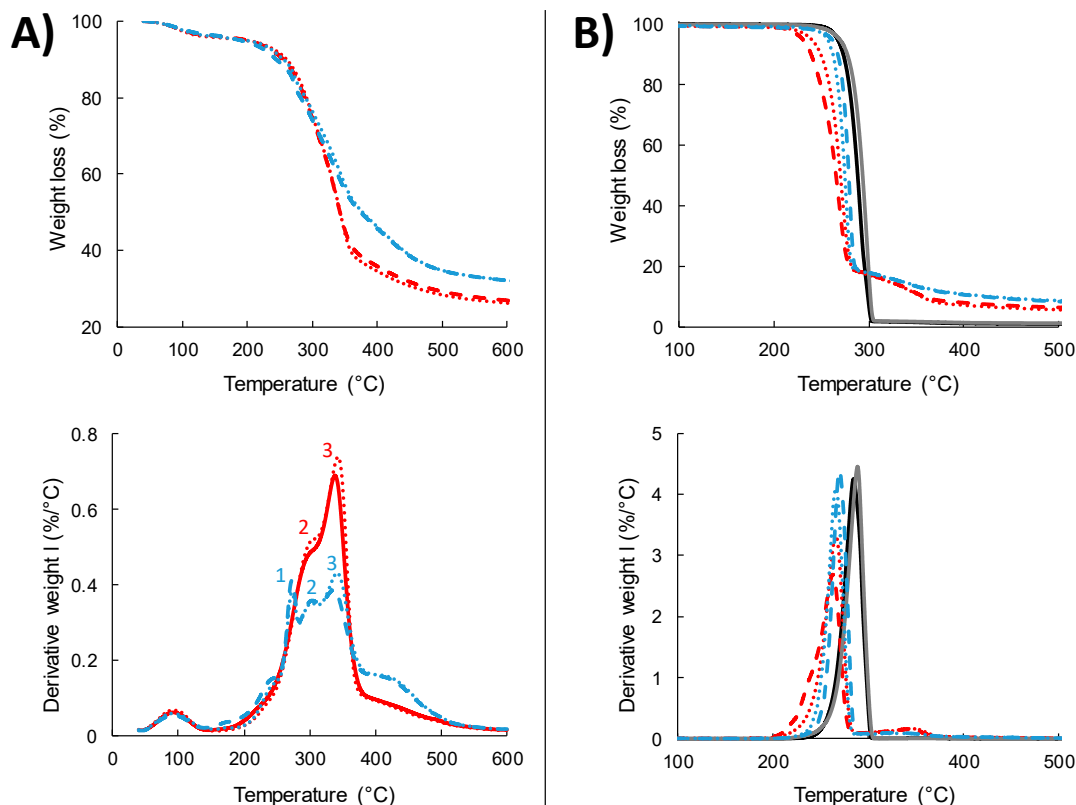 A)
100
80
60
40
20
Weight loss (%)
0 100 200 300 400 500 600
Temperature (°C)
0.8
0.6
0.4
0.2
0
Derivative weight I (%/°C)
3
2
1
2
3
0 100 200 300 400 500 600
Temperature (°C)
B)
100
80
60
40
20
0
Weight loss (%)
100 200 300 400 500
Temperature (°C)
5
4
3
2
1
0
Derivative weight I (%/°C)
100 200 300 400 500
Temperature (°C)